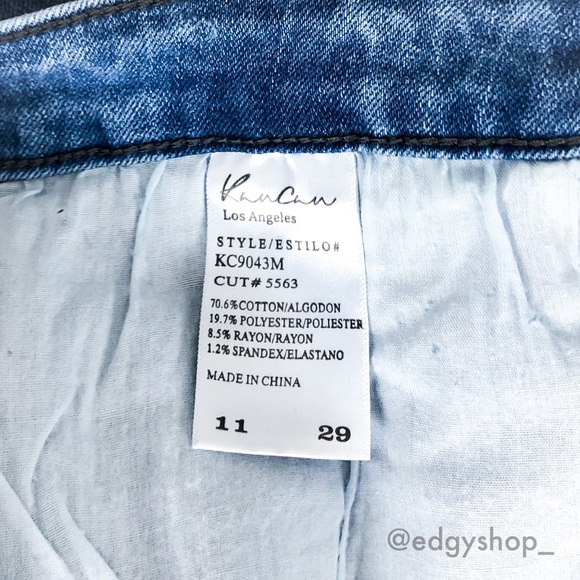 KanCan
Los Angeles
STYLE/ESTILO#
KC9043M
CUT# 5563
70.6%COTTON/ALGODON
19.7% POLYESTER/POLIESTER
8.5% RAYON/RAYON
1.2% SPANDEX/ELASTANO
MADE IN CHINA
11 29
@edgyshop_